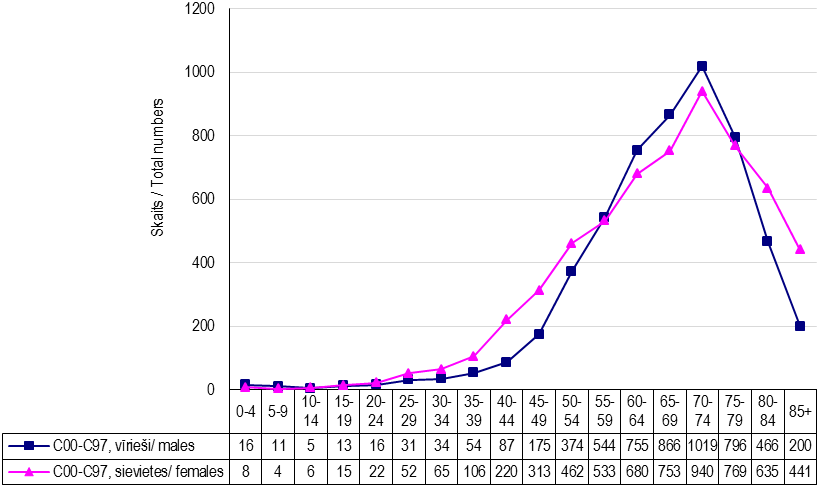 1200
1000
800
600
400
200
0
Skaits / Total numbers
0-4 5-9 10-14 15-19 20-24 25-29 30-34 35-39 40-44 45-49 50-54 55-59 60-64 65-69 70-74 75-79 80-84 85+
C00-C97, vīrieši/ males 16 11 5 13 16 31 34 54 87 175 374 544 755 866 1019 796 466 200
C00-C97, sievietes/ females 8 4 6 15 22 52 65 106 220 313 462 533 680 753 940 769 635 441